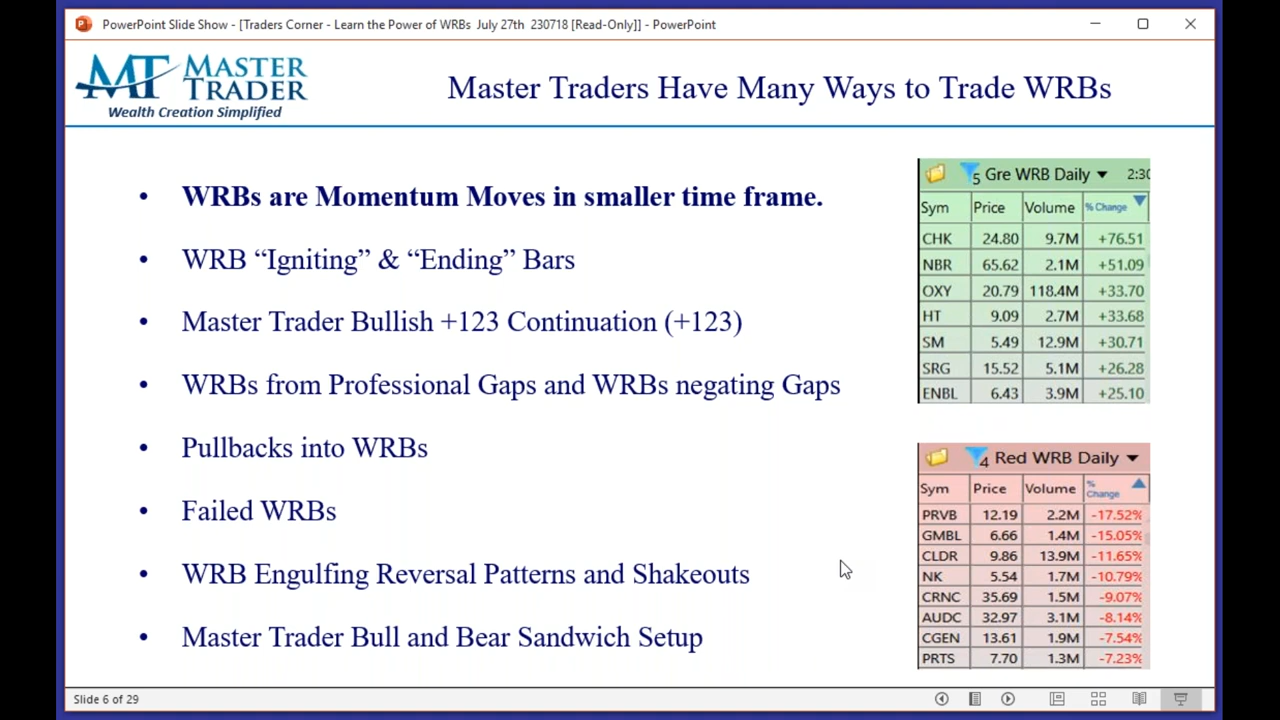 PowerPoint Slide Show - [Traders Corner - Learn the Power of WRBs July 27th 230718 [Read-Only]] - PowerPoint
MT MASTER TRADER
Wealth Creation Simplified
Master Traders Have Many Ways to Trade WRBs
• WRBs are Momentum Moves in smaller time frame.
• WRB “Igniting” & “Ending” Bars
• Master Trader Bullish +123 Continuation (+123)
• WRBs from Professional Gaps and WRBs negating Gaps
• Pullbacks into WRBs
• Failed WRBs
• WRB Engulfing Reversal Patterns and Shakeouts
• Master Trader Bull and Bear Sandwich Setup
5 Gre WRB Daily 2:30
Sym Price Volume % Change
CHK 24.80 9.7M +76.51
NBR 65.62 2.1M +51.09
OXY 20.79 118.4M +33.70
HT 9.09 2.7M +33.68
SM 5.49 12.9M +30.71
SRG 15.52 5.1M +26.28
ENBL 6.43 3.9M +25.10
4 Red WRB Daily
Sym Price Volume % Change
PRVB 12.19 2.2M -17.52%
GMBL 6.66 1.4M -15.05%
CLDR 9.86 13.9M -11.65%
NK 5.54 1.7M -10.79%
CRNC 35.69 1.5M -9.07%
AUDC 32.97 3.1M -8.14%
CGEN 13.61 1.9M -7.54%
PRTS 7.70 1.3M -7.23%
Slide 6 of 29